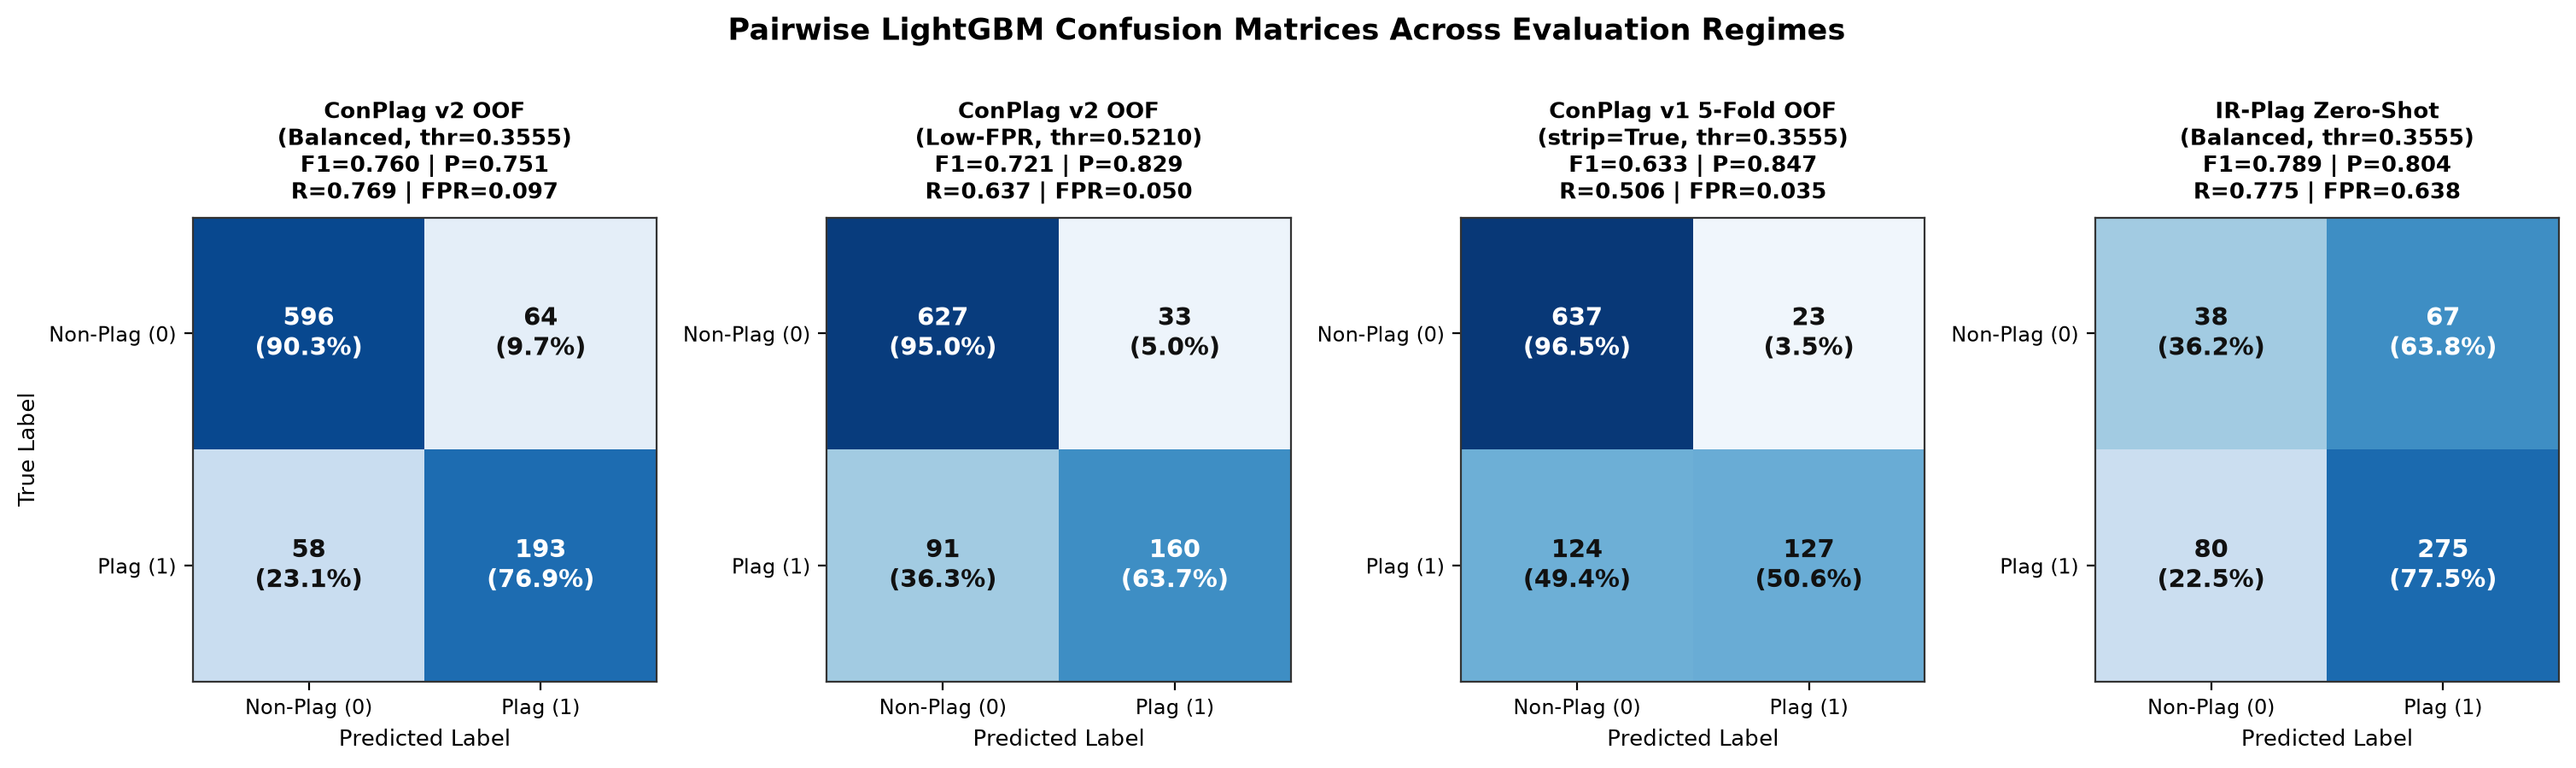 Pairwise LightGBM Confusion Matrices Across Evaluation Regimes
ConPlag v2 OOF
(Balanced, thr=0.3555)
F1=0.760 | P=0.751
R=0.769 | FPR=0.097
True Label
Non-Plag (0)
596
(90.3%)
64
(9.7%)
Plag (1)
58
(23.1%)
193
(76.9%)
Non-Plag (0)
Plag (1)
Predicted Label
ConPlag v2 OOF
(Low-FPR, thr=0.5210)
F1=0.721 | P=0.829
R=0.637 | FPR=0.050
Non-Plag (0)
627
(95.0%)
33
(5.0%)
Plag (1)
91
(36.3%)
160
(63.7%)
Non-Plag (0)
Plag (1)
Predicted Label
ConPlag v1 5-Fold OOF
(strip=True, thr=0.3555)
F1=0.633 | P=0.847
R=0.506 | FPR=0.035
Non-Plag (0)
637
(96.5%)
23
(3.5%)
Plag (1)
124
(49.4%)
127
(50.6%)
Non-Plag (0)
Plag (1)
Predicted Label
IR-Plag Zero-Shot
(Balanced, thr=0.3555)
F1=0.789 | P=0.804
R=0.775 | FPR=0.638
Non-Plag (0)
38
(36.2%)
67
(63.8%)
Plag (1)
80
(22.5%)
275
(77.5%)
Non-Plag (0)
Plag (1)
Predicted Label